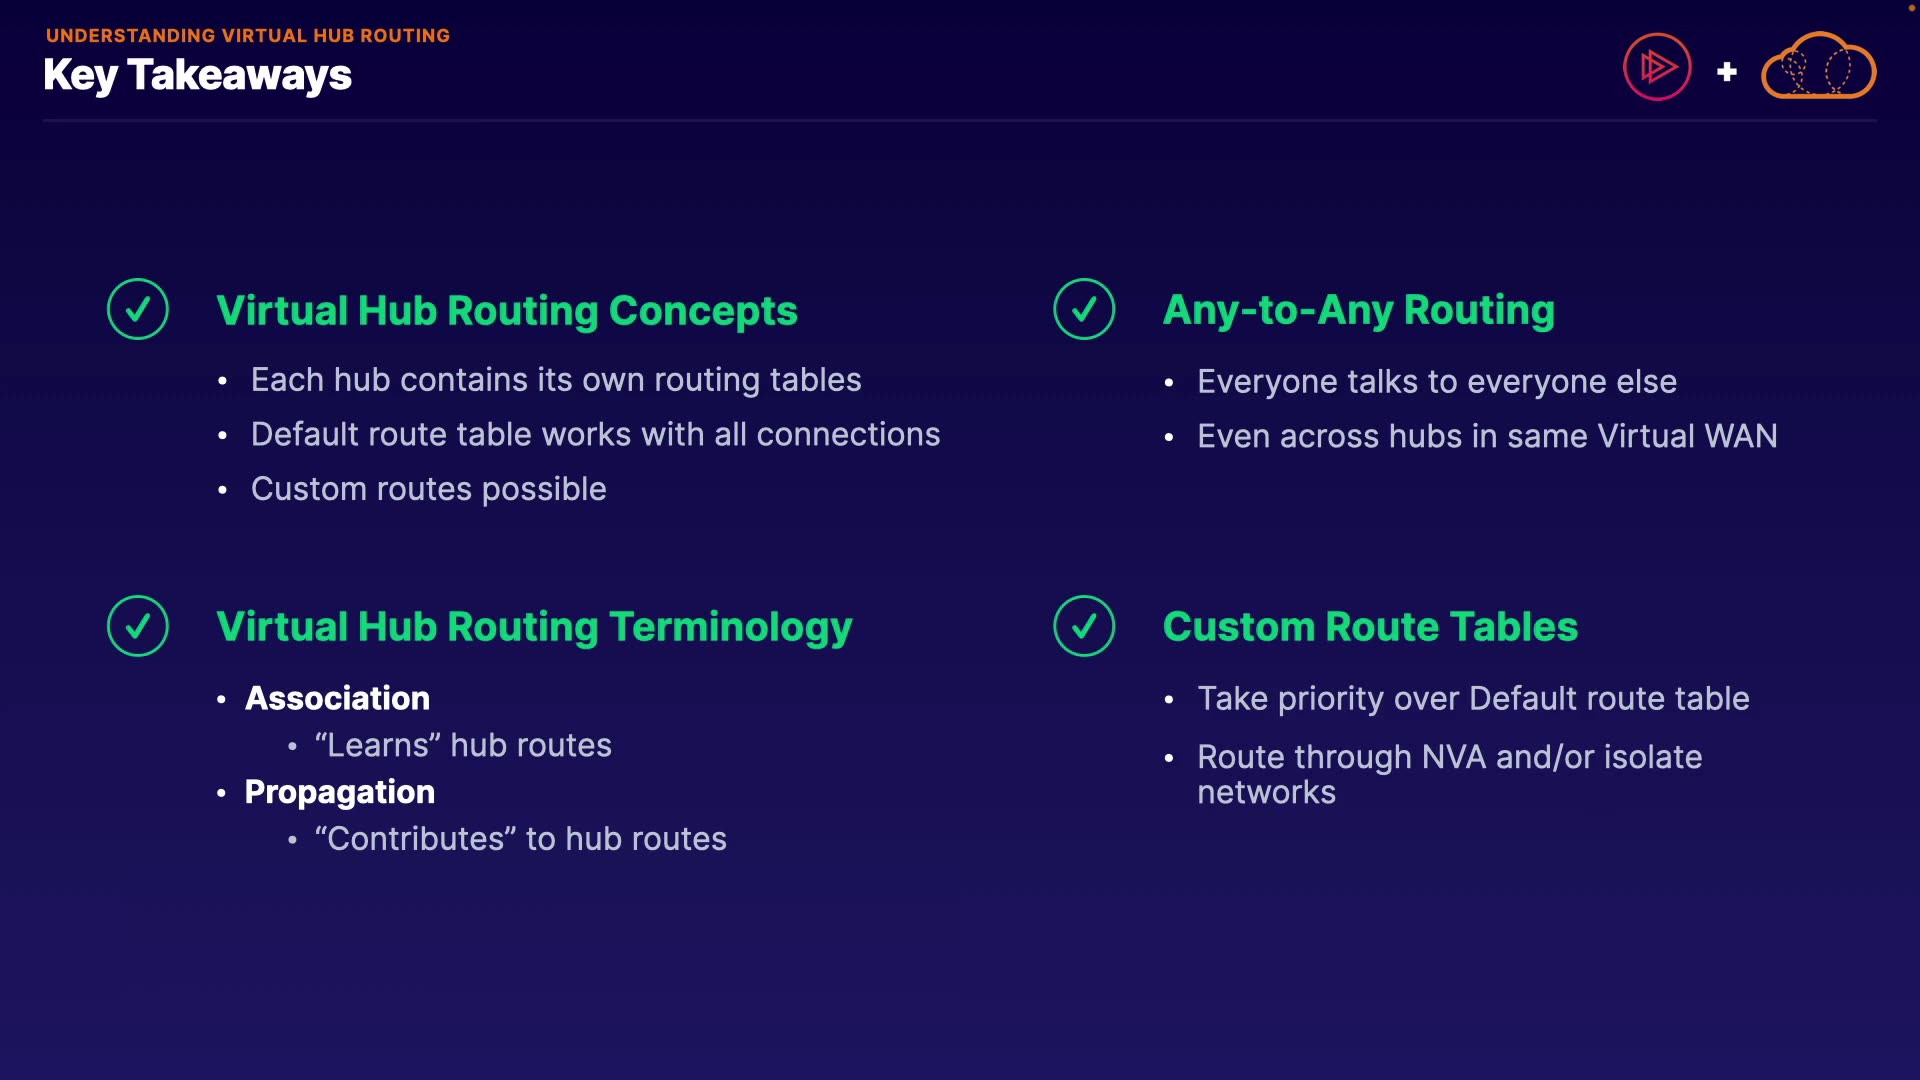 UNDERSTANDING VIRTUAL HUB ROUTING
Key Takeaways
+
Virtual Hub Routing Concepts
• Each hub contains its own routing tables
• Default route table works with all connections
• Custom routes possible
Any-to-Any Routing
• Everyone talks to everyone else
• Even across hubs in same Virtual WAN
Virtual Hub Routing Terminology
• Association
• “Learns” hub routes
• Propagation
• “Contributes” to hub routes
Custom Route Tables
• Take priority over Default route table
• Route through NVA and/or isolate
networks